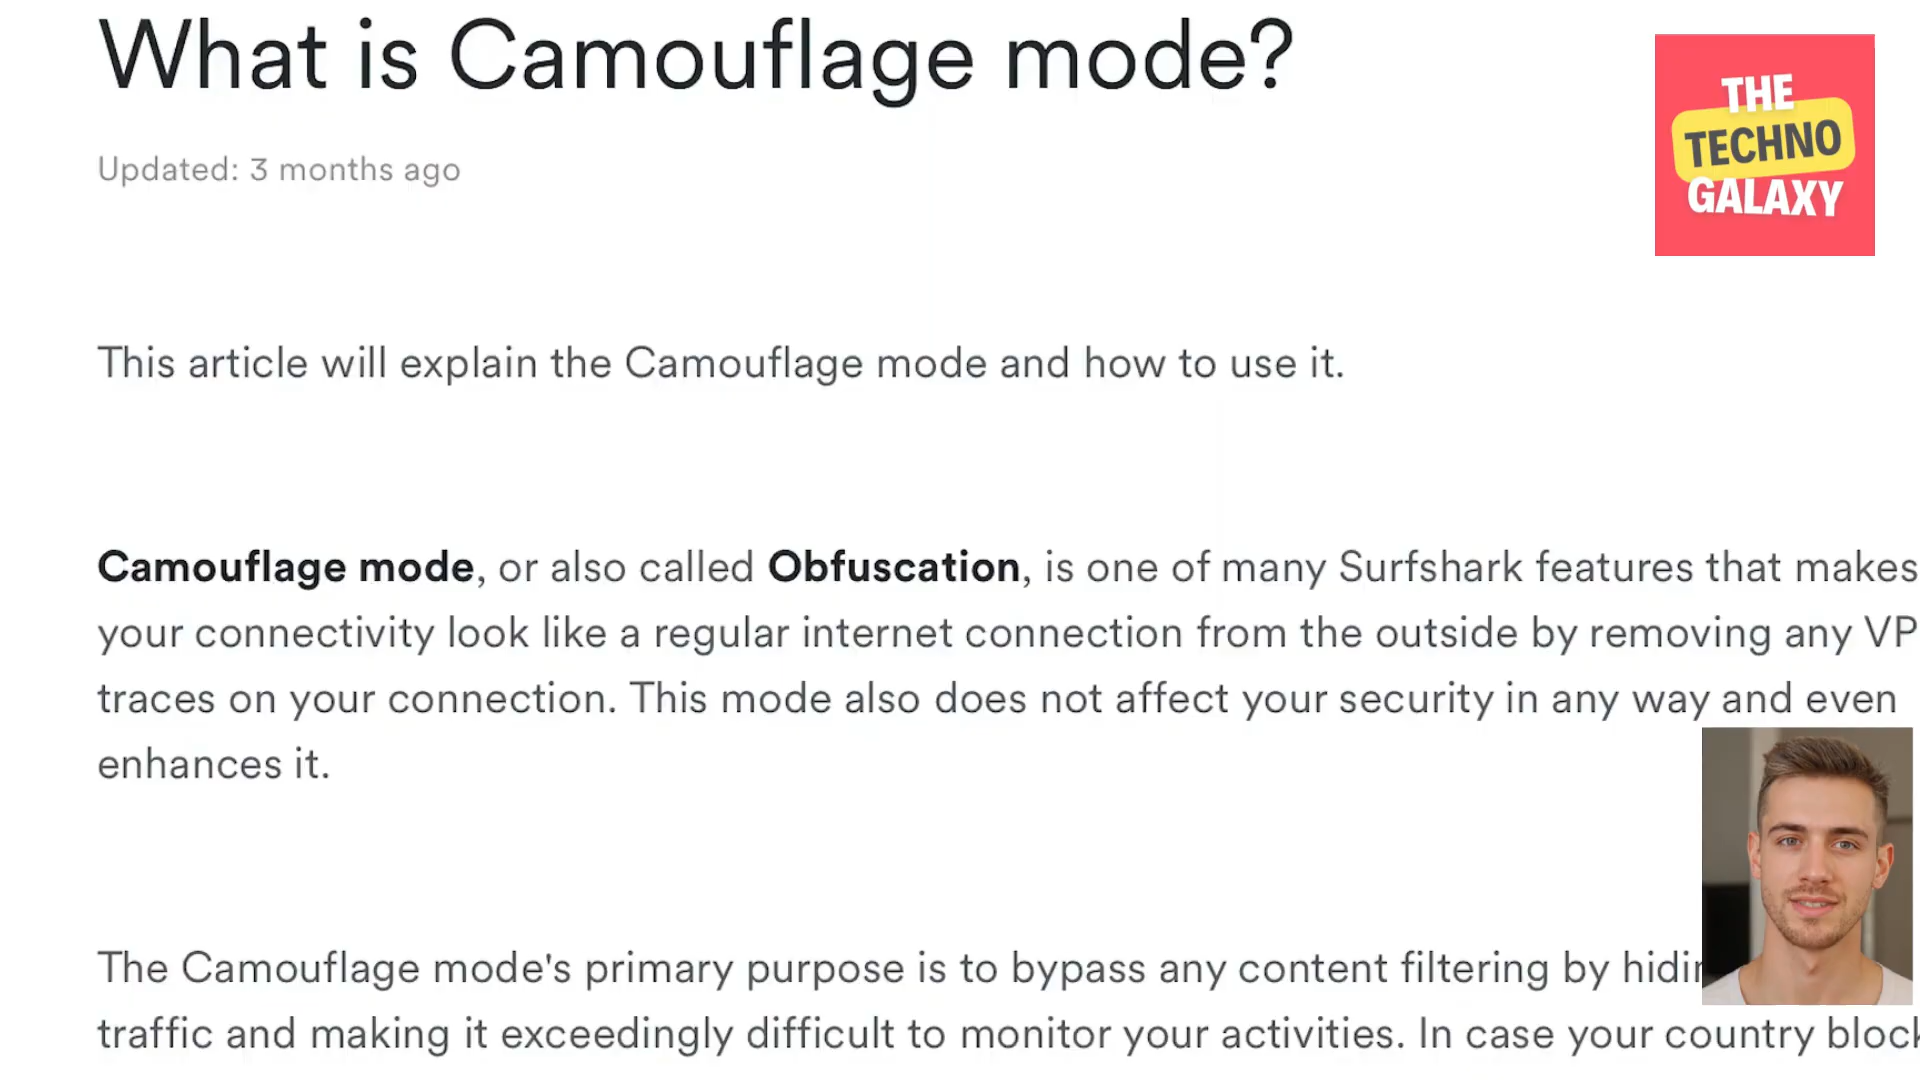 What is Camouflage mode?
THE
TECHNO
GALAXY
Updated: 3 months ago
This article will explain the Camouflage mode and how to use it.
Camouflage mode, or also called Obfuscation, is one of many Surfshark features that makes
your connectivity look like a regular internet connection from the outside by removing any VP
traces on your connection. This mode also does not affect your security in any way and even
enhances it.
The Camouflage mode's primary purpose is to bypass any content filtering by
traffic and making it exceedingly difficult to monitor your activities. In case your country